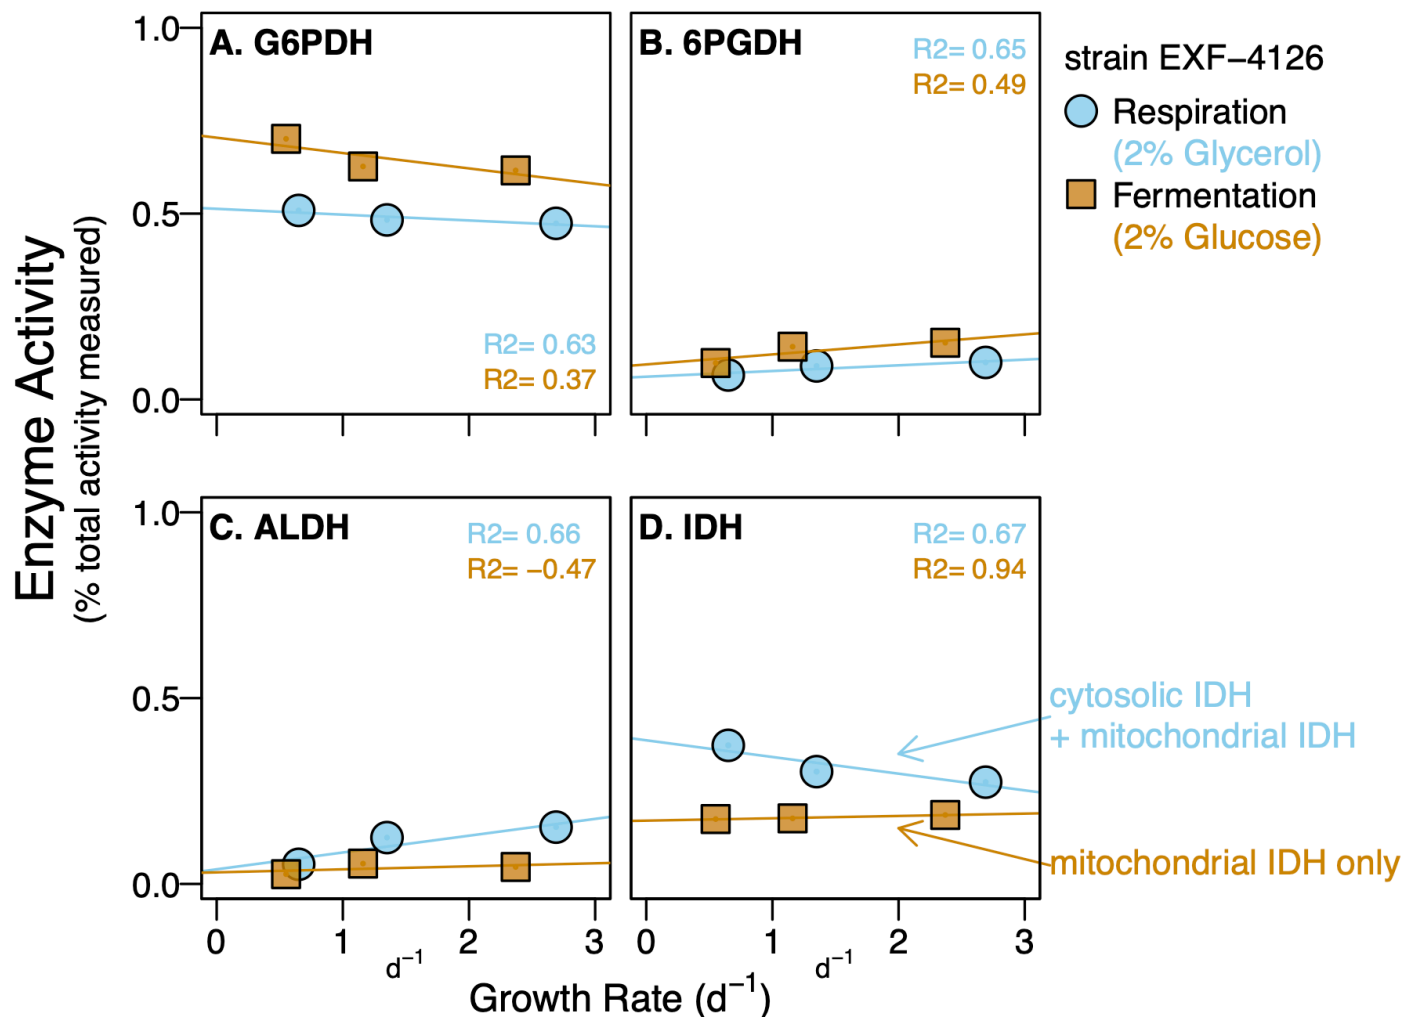 1.0
0.5
0.0
A. G6PDH
R2= 0.63
R2= 0.37
B. 6PGDH
R2= 0.65
R2= 0.49
strain EXF−4126
Respiration
(2% Glycerol)
Fermentation
(2% Glucose)
Enzyme Activity
(% total activity measured)
1.0
0.5
0.0
C. ALDH
R2= 0.66
R2= −0.47
D. IDH
R2= 0.67
R2= 0.94
cytosolic IDH
+ mitochondrial IDH
mitochondrial IDH only
0 1 2 3
0 1 2 3
d−1
d−1
Growth Rate (d−1)